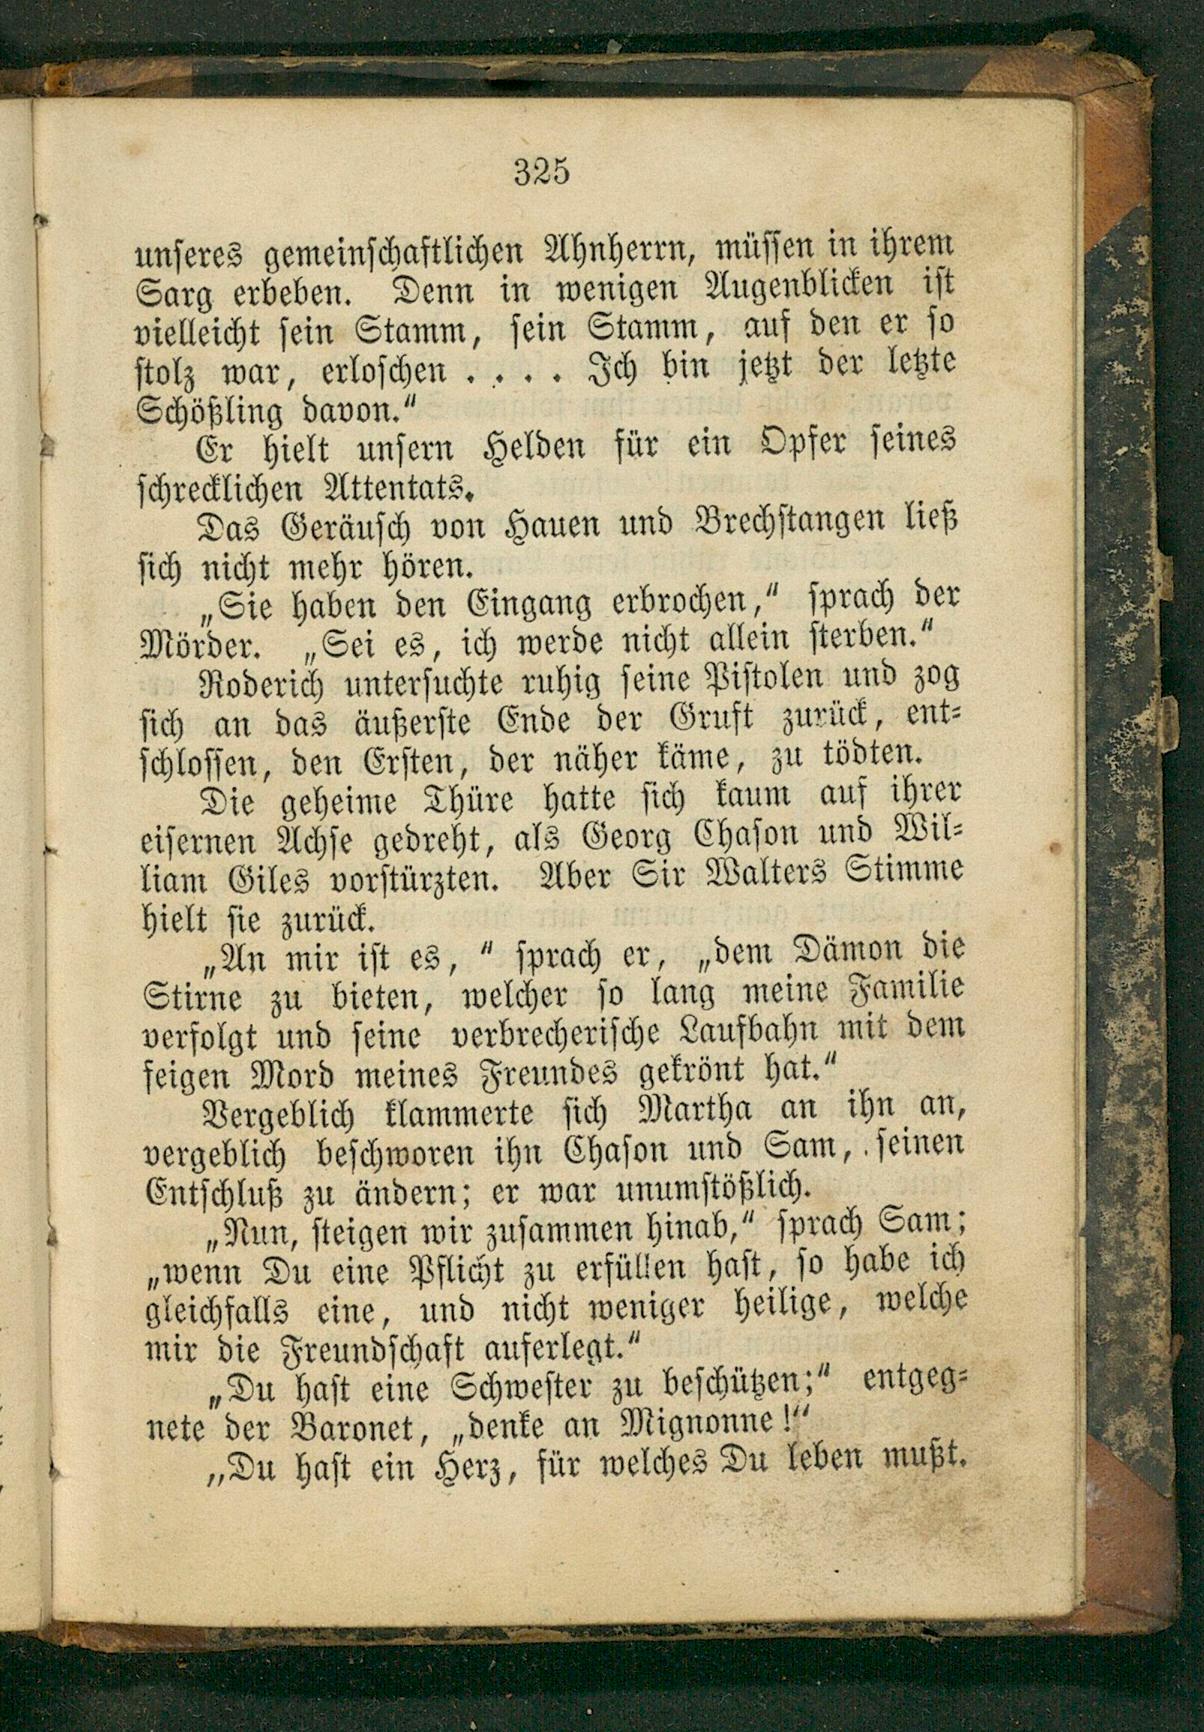 325
unseres gemeinschaftlichen Ahnherrn, müssen in ihrem
Sarg erbeben. Denn in wenigen Augenblicken ist
vielleicht sein Stamm, sein Stamm, auf den er so
stolz war, erloschen . . . . Ich bin jetzt der letzte
Schößling davon.“
Er hielt unsern Helden für ein Opfer seines
schrecklichen Attentats.
Das Geräusch von Hauen und Brechstangen ließ
sich nicht mehr hören.
„Sie haben den Eingang erbrochen,“ sprach der
Mörder. „Sei es, ich werde nicht allein sterben.“
Roderich untersuchte ruhig seine Pistolen und zog
sich an das äußerste Ende der Gruft zurück, ent-
schlossen, den Ersten, der näher käme, zu tödten.
Die geheime Thüre hatte sich kaum auf ihrer
eisernen Achse gedreht, als Georg Chason und Wil-
liam Giles vorstürzten. Aber Sir Walters Stimme
hielt sie zurück.
„An mir ist es, “ sprach er, „dem Dämon die
Stirne zu bieten, welcher so lang meine Familie
verfolgt und seine verbrecherische Laufbahn mit dem
feigen Mord meines Freundes gekrönt hat.“
Vergeblich klammerte sich Martha an ihn an,
vergeblich beschworen ihn Chason und Sam, seinen
Entschluß zu ändern; er war unumstößlich.
„Nun, steigen wir zusammen hinab,“ sprach Sam;
„wenn Du eine Pflicht zu erfüllen hast, so habe ich
gleichfalls eine, und nicht weniger heilige, welche
mir die Freundschaft auferlegt.“
„Du hast eine Schwester zu beschützen;“ entgeg-
nete der Baronet, „denke an Mignonne!“
„Du hast ein Herz, für welches Du leben mußt.